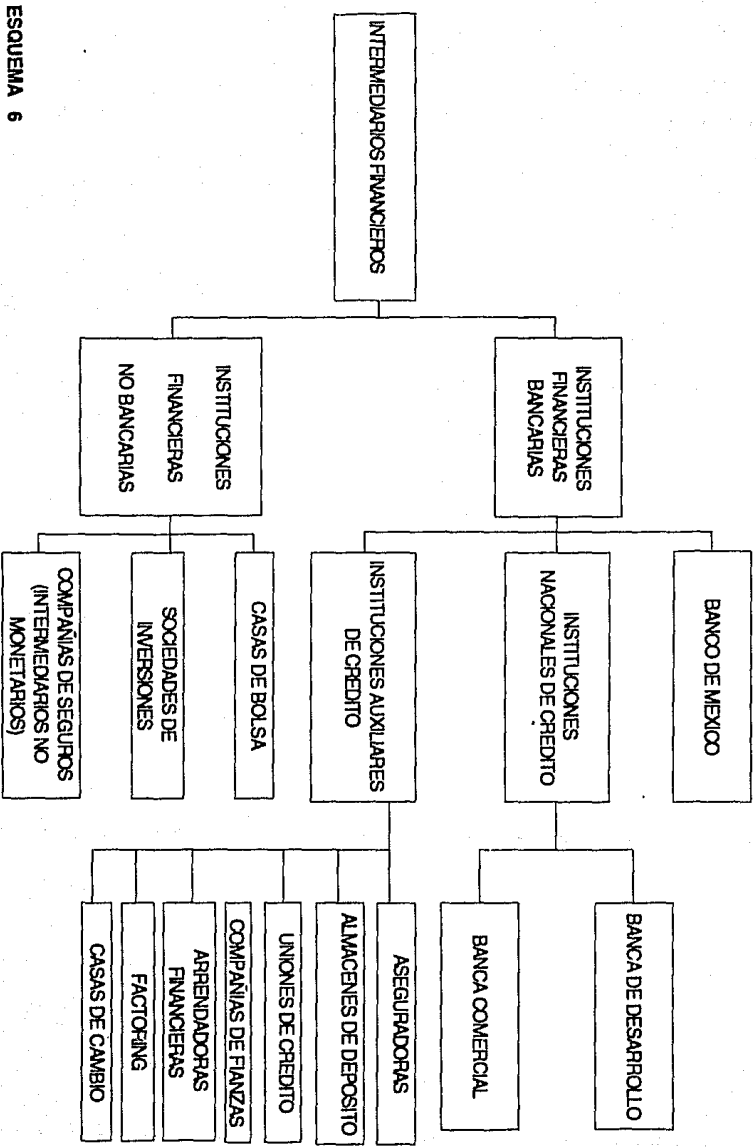 INTERMEDIARIOS FINANCIEROS
INSTITUCIONES
FINANCIERAS
BANCARIAS
BANCO DE MEXICO
INSTITUCIONES
NACIONALES DE CREDITO
BANCA DE DESARROLLO
BANCA COMERCIAL
INSTITUCIONES AUXILIARES
DE CREDITO
ASEGURADORAS
ALMACENES DE DEPOSITO
UNIONES DE CREDITO
COMPAÑIAS DE FIANZAS
ARRENDADORAS
FINANCIERAS
FACTORING
CASAS DE CAMBIO
INSTITUCIONES
FINANCIERAS
NO BANCARIAS
CASAS DE BOLSA
SOCIEDADES DE
INVERSIONES
COMPAÑIAS DE SEGUROS
(INTERMEDIARIOS NO
MONETARIOS)
ESQUEMA 6